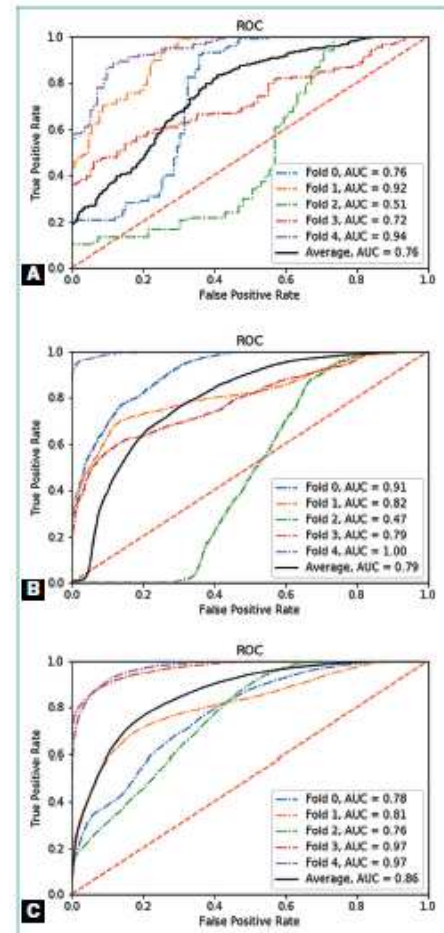 ROC
1.0
0.8
0.6
0.4
0.2
0.0
True Positive Rate
Fold 0, AUC = 0.76
Fold 1, AUC = 0.92
Fold 2, AUC = 0.51
Fold 3, AUC = 0.72
Fold 4, AUC = 0.94
Average, AUC = 0.76
0.0 0.2 0.4 0.6 0.8 1.0
False Positive Rate
A
ROC
1.0
0.8
0.6
0.4
0.2
0.0
True Positive Rate
Fold 0, AUC = 0.91
Fold 1, AUC = 0.82
Fold 2, AUC = 0.47
Fold 3, AUC = 0.79
Fold 4, AUC = 1.00
Average, AUC = 0.79
0.0 0.2 0.4 0.6 0.8 1.0
False Positive Rate
B
ROC
1.0
0.8
0.6
0.4
0.2
0.0
True Positive Rate
Fold 0, AUC = 0.78
Fold 1, AUC = 0.81
Fold 2, AUC = 0.76
Fold 3, AUC = 0.97
Fold 4, AUC = 0.97
Average, AUC = 0.86
0.0 0.2 0.4 0.6 0.8 1.0
False Positive Rate
C